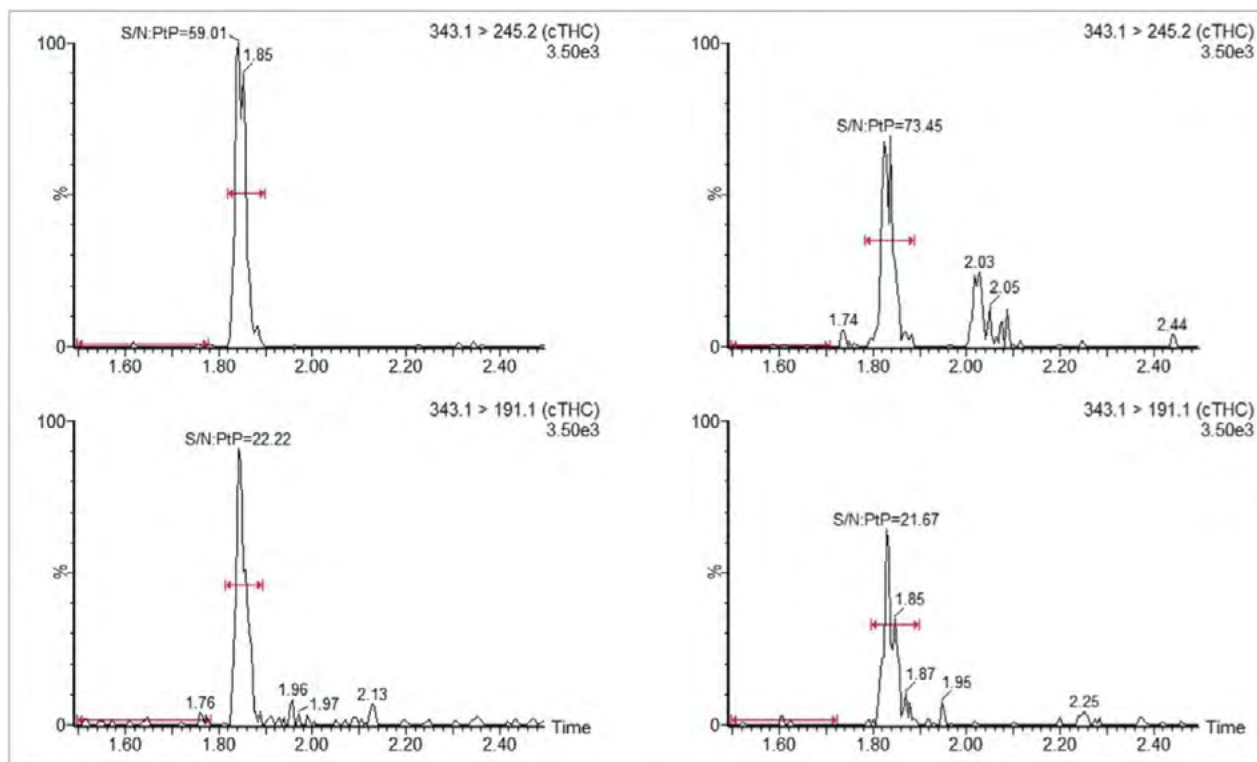 343.1 > 245.2 (cTHC)
3.50e3
S/N:PtP=59.01
1.85
100
%
0
1.60 1.80 2.00 2.20 2.40
343.1 > 245.2 (cTHC)
3.50e3
S/N:PtP=73.45
1.74
2.03
2.05
2.44
100
%
0
1.60 1.80 2.00 2.20 2.40
343.1 > 191.1 (cTHC)
3.50e3
S/N:PtP=22.22
1.76
1.96
1.97
2.13
100
%
0
1.60 1.80 2.00 2.20 2.40
Time
343.1 > 191.1 (cTHC)
3.50e3
S/N:PtP=21.67
1.85
1.87
1.95
2.25
100
%
0
1.60 1.80 2.00 2.20 2.40
Time